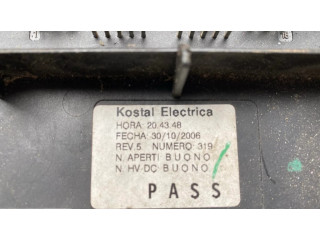 Kostal Electrica
HORA 20.43.48
FECHA 30/10/2006
REV.5 NUMERO 319
N. APERTI BUONO
N. HV-DC BUONO
PASS